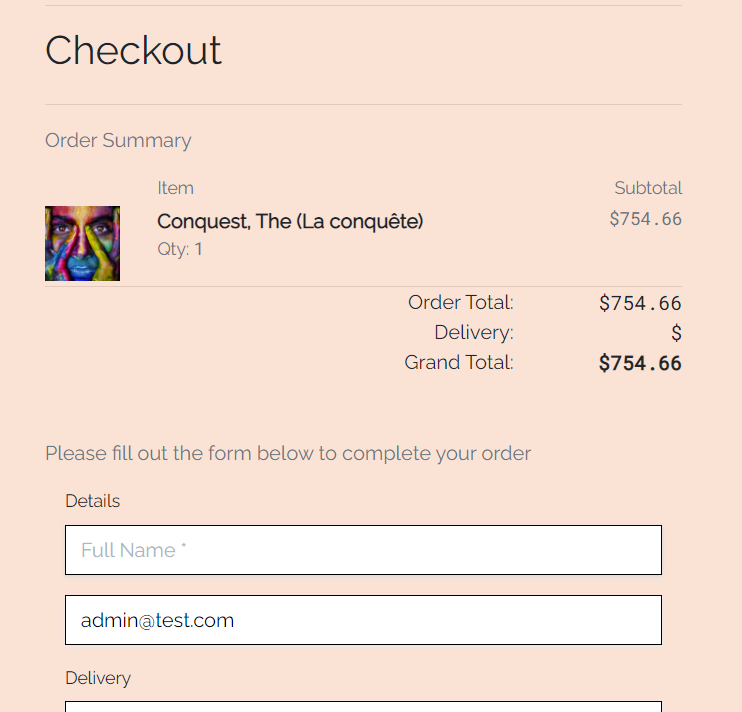 Checkout
Order Summary
Item Subtotal
Conquest, The (La conquête) $754.66
Qty: 1
Order Total: $754.66
Delivery: $
Grand Total: $754.66
Please fill out the form below to complete your order
Details
Full Name *
admin@test.com
Delivery